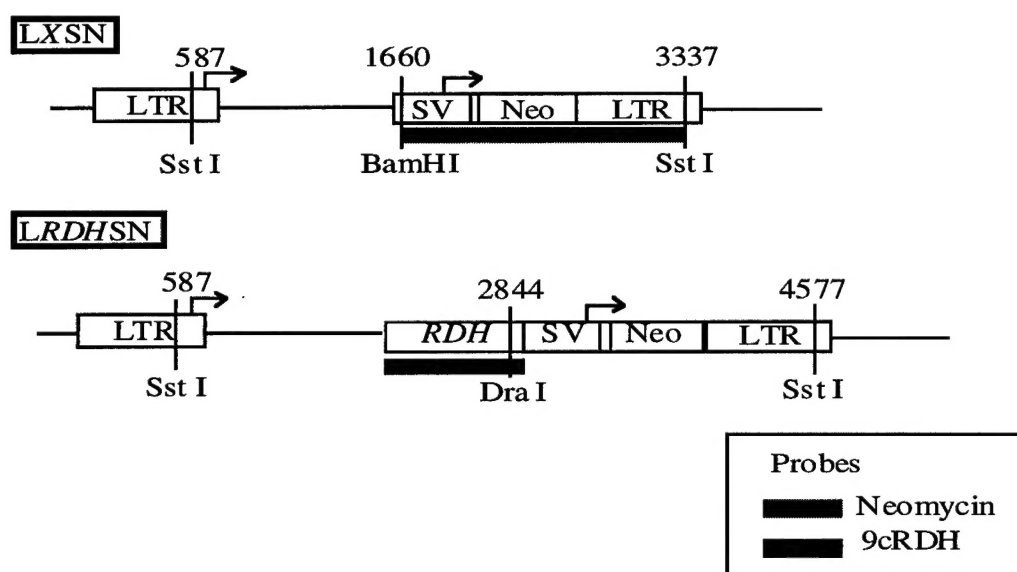 LXSN
587 1660 3337
LTR SV Neo LTR
Sst I BamHI Sst I
LRDHSN
587 2844 4577
LTR RDH SV Neo LTR
Sst I Dra I Sst I
Probes
Neomycin
9cRDH